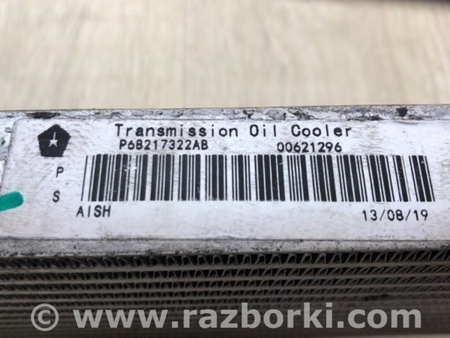 Transmission Oil Cooler
P68217322AB 00621296
P
S
AISH 13/08/19
www.razborki.com